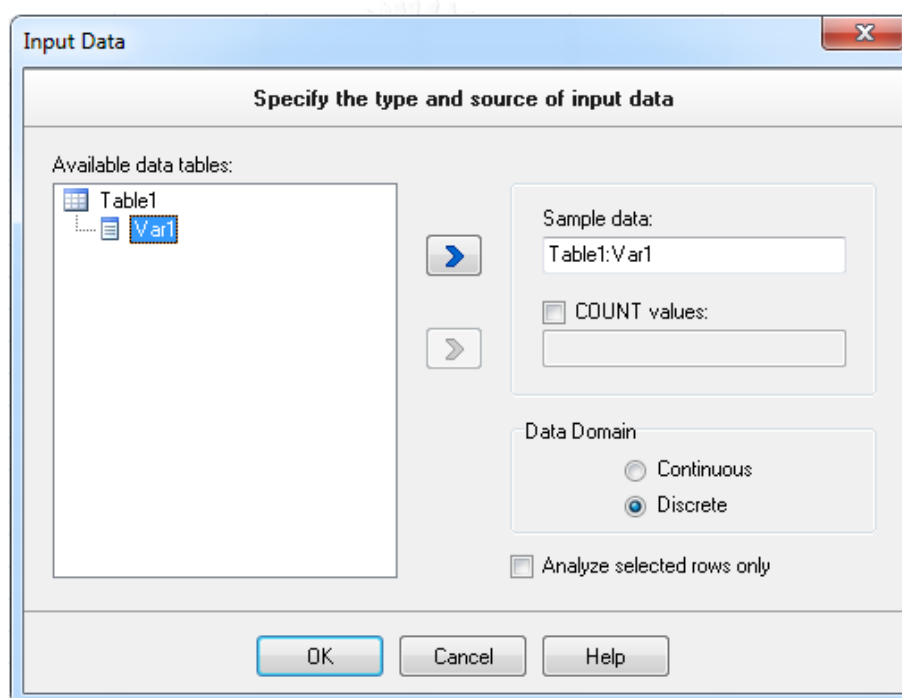 Input Data
Specify the type and source of input data
Available data tables:
Table1
Var1
Sample data:
Table1:Var1
COUNT values:
Data Domain
Continuous
Discrete
Analyze selected rows only
OK
Cancel
Help